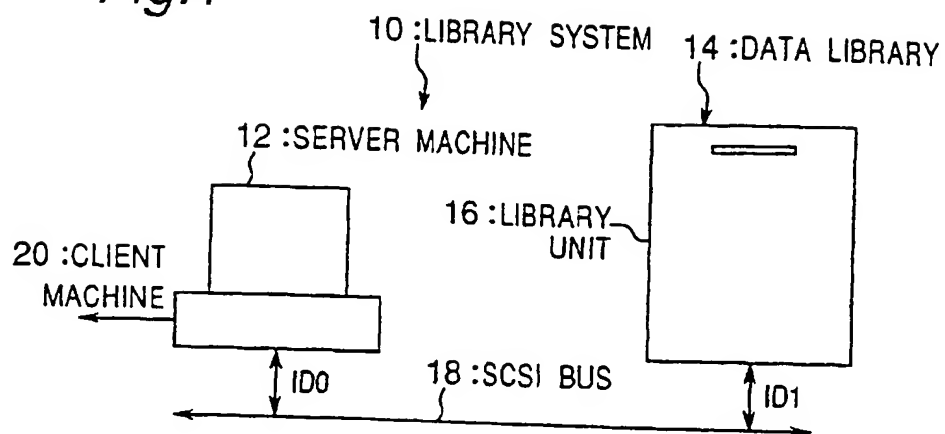 10 :LIBRARY SYSTEM
14 :DATA LIBRARY
12 :SERVER MACHINE
16 :LIBRARY
UNIT
20 :CLIENT
MACHINE
ID0
18 :SCSI BUS
ID1